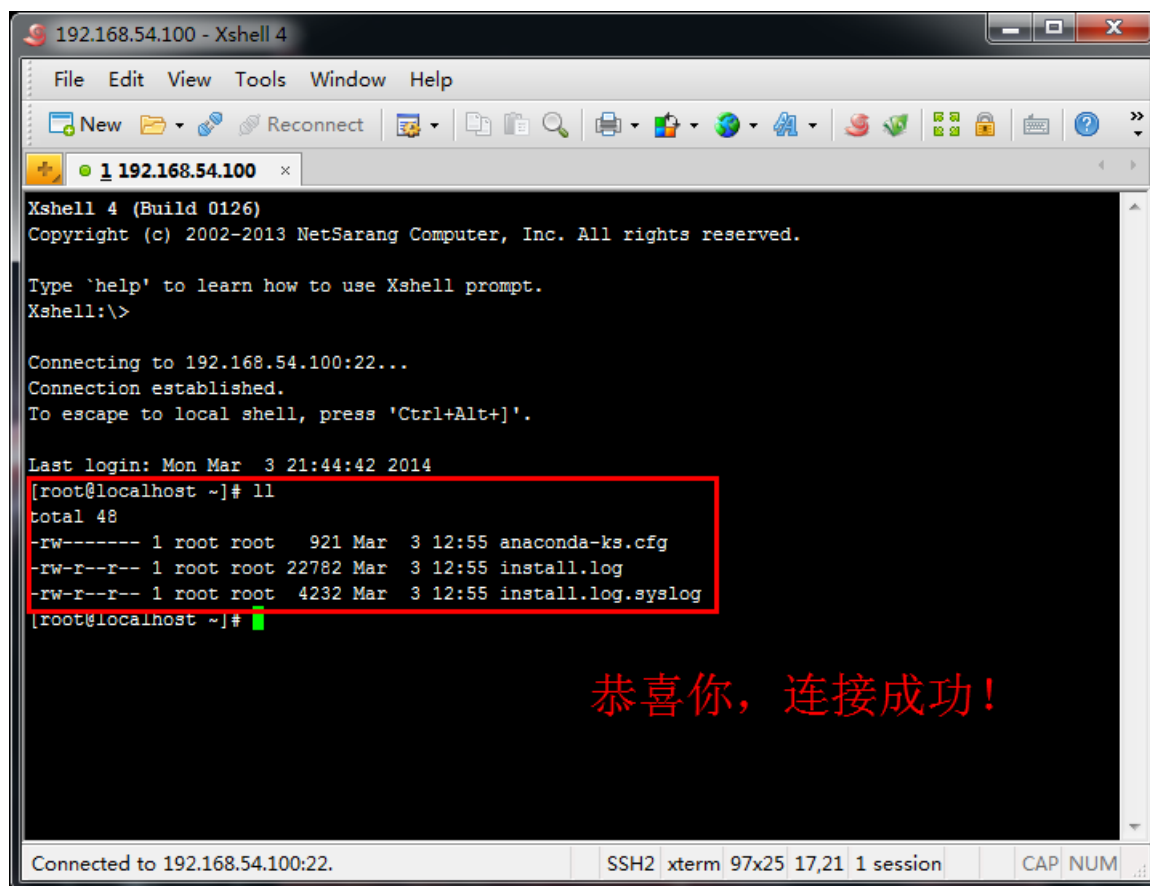 192.168.54.100 - Xshell 4
File Edit View Tools Window Help
New Reconnect
1 192.168.54.100
Xshell 4 (Build 0126)
Copyright (c) 2002-2013 NetSarang Computer, Inc. All rights reserved.
Type `help' to learn how to use Xshell prompt.
Xshell:\>
Connecting to 192.168.54.100:22...
Connection established.
To escape to local shell, press 'Ctrl+Alt+]'.
Last login: Mon Mar  3 21:44:42 2014
[root@localhost ~]# ll
total 48
-rw------- 1 root root   921 Mar  3 12:55 anaconda-ks.cfg
-rw-r--r-- 1 root root 22782 Mar  3 12:55 install.log
-rw-r--r-- 1 root root  4232 Mar  3 12:55 install.log.syslog
[root@localhost ~]#
恭喜你，连接成功！
Connected to 192.168.54.100:22. SSH2 xterm 97x25 17,21 1 session CAP NUM